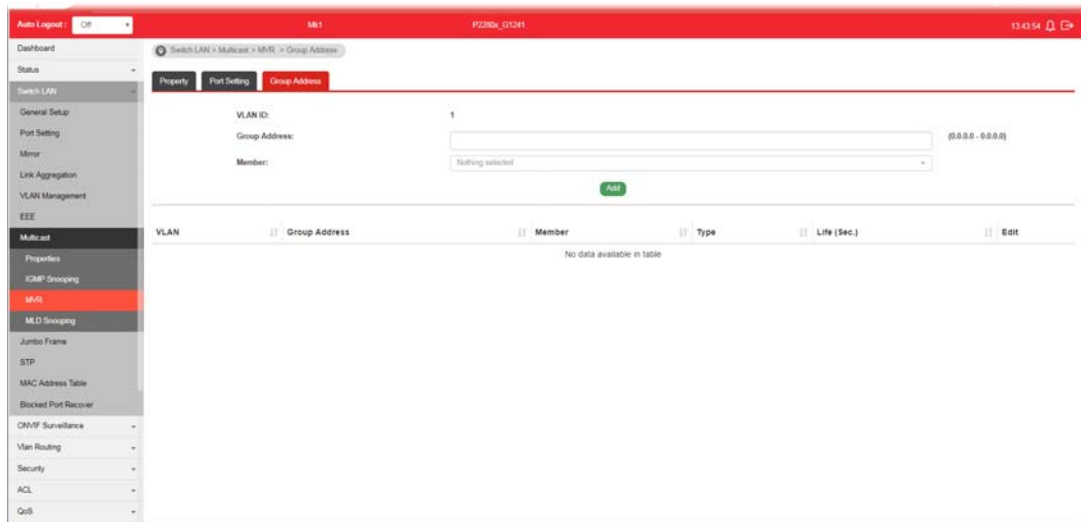 Auto Logout : Off Mk1 P2280x_G1241 13:43:54
Dashboard
Status
Switch LAN
General Setup
Port Setting
Mirror
Link Aggregation
VLAN Management
EEE
Multicast
Properties
IGMP Snooping
MVR
MLD Snooping
Jumbo Frame
STP
MAC Address Table
Blocked Port Recover
ONVIF Surveillance
Vlan Routing
Security
ACL
QoS
Switch LAN > Multicast > MVR > Group Address
Property Port Setting Group Address
VLAN ID: 1
Group Address: (0.0.0.0 - 0.0.0.0)
Member: Nothing selected
Add
VLAN Group Address Member Type Life (Sec.) Edit
No data available in table